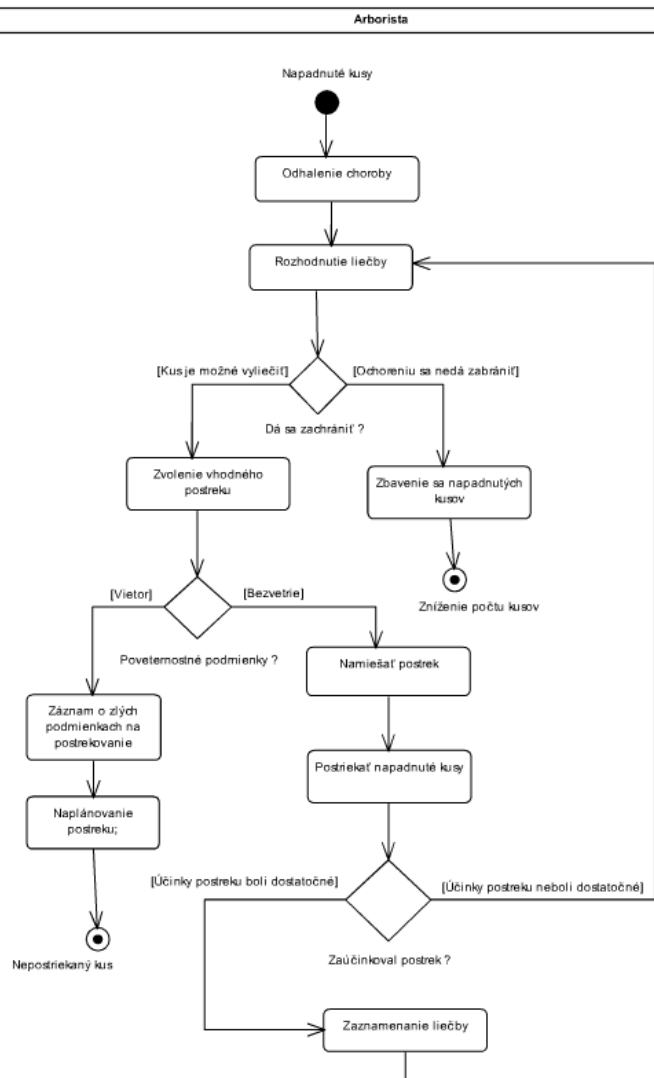 Arborista
Napadnuté kusy
Odhalenie choroby
Rozhodnutie liečby
[Kus je možné vyliečiť]
[Ochoreniu sa nedá zabrániť]
Dá sa zachrániť ?
Zvolenie vhodného
postreku
Zbavenie sa napadnutých
kusov
Zníženie počtu kusov
[Vietor]
[Bezvetrie]
Poveternostné podmienky ?
Namiešať postrek
Záznam o zlých
podmienkach na
postrekovanie
Postriekať napadnuté kusy
Naplánovanie
postreku;
Nepostriekaný kus
[Účinky postreku boli dostatočné]
[Účinky postreku neboli dostatočné]
Zaúčinkoval postrek ?
Zaznamenanie liečby